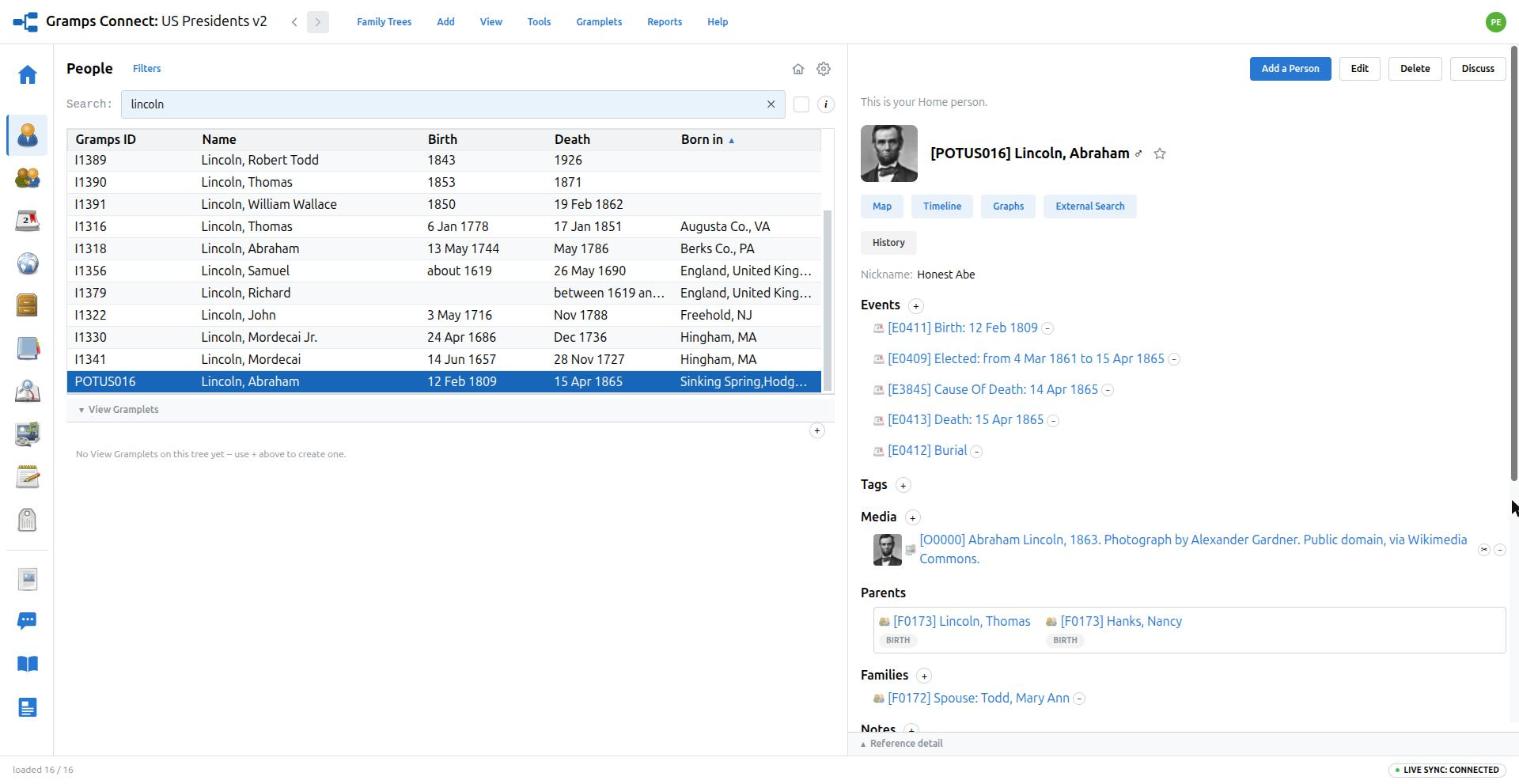 Gramps Connect: US Presidents v2
Family Trees Add View Tools Gramplets Reports Help
PE
People Filters
Search: lincoln
i
Gramps ID Name Birth Death Born in ▲
I1389 Lincoln, Robert Todd 1843 1926
I1390 Lincoln, Thomas 1853 1871
I1391 Lincoln, William Wallace 1850 19 Feb 1862
I1316 Lincoln, Thomas 6 Jan 1778 17 Jan 1851 Augusta Co., VA
I1318 Lincoln, Abraham 13 May 1744 May 1786 Berks Co., PA
I1356 Lincoln, Samuel about 1619 26 May 1690 England, United King...
I1379 Lincoln, Richard between 1619 an... England, United King...
I1322 Lincoln, John 3 May 1716 Nov 1788 Freehold, NJ
I1330 Lincoln, Mordecai Jr. 24 Apr 1686 Dec 1736 Hingham, MA
I1341 Lincoln, Mordecai 14 Jun 1657 28 Nov 1727 Hingham, MA
POTUS016 Lincoln, Abraham 12 Feb 1809 15 Apr 1865 Sinking Spring,Hodg...
▼ View Gramplets
+
No View Gramplets on this tree yet – use + above to create one.
Add a Person Edit Delete Discuss
This is your Home person.
[POTUS016] Lincoln, Abraham ♂ ☆
Map Timeline Graphs External Search
History
Nickname: Honest Abe
Events +
[E0411] Birth: 12 Feb 1809 −
[E0409] Elected: from 4 Mar 1861 to 15 Apr 1865 −
[E3845] Cause Of Death: 14 Apr 1865 −
[E0413] Death: 15 Apr 1865 −
[E0412] Burial −
Tags +
Media +
[O0000] Abraham Lincoln, 1863. Photograph by Alexander Gardner. Public domain, via Wikimedia
Commons.
Parents
[F0173] Lincoln, Thomas [F0173] Hanks, Nancy
BIRTH BIRTH
Families +
[F0172] Spouse: Todd, Mary Ann −
Notes +
▲ Reference detail
loaded 16 / 16
LIVE SYNC: CONNECTED